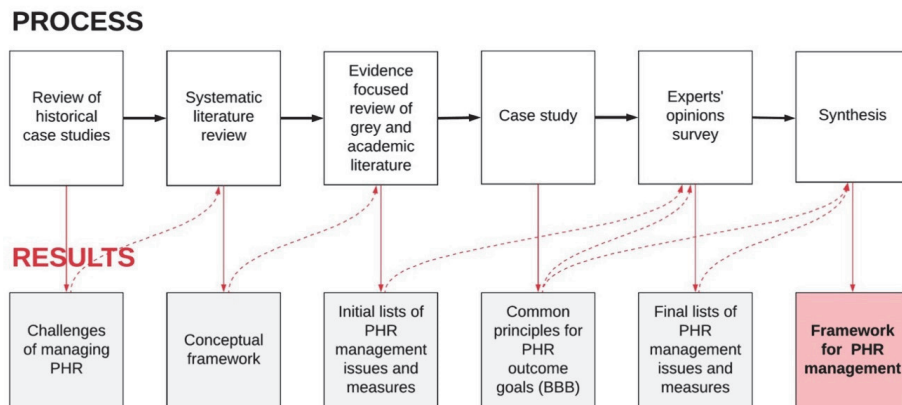 PROCESS
Review of
historical
case studies
Systematic
literature
review
Evidence
focused
review of
grey and
academic
literature
Case study
Experts'
opinions
survey
Synthesis
RESULTS
Challenges
of managing
PHR
Conceptual
framework
Initial lists of
PHR
management
issues and
measures
Common
principles for
PHR
outcome
goals (BBB)
Final lists of
PHR
management
issues and
measures
Framework
for PHR
management